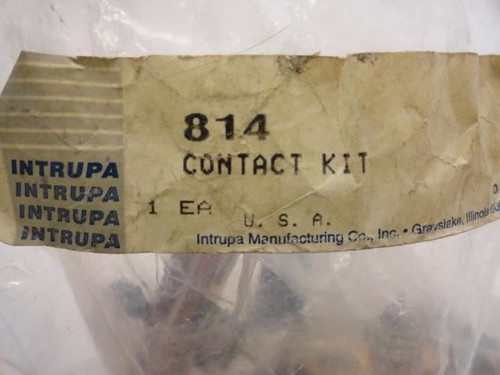 814
CONTACT KIT
INTRUPA
INTRUPA
INTRUPA
INTRUPA
1 EA
U. S. A.
Intrupa Manufacturing Co., Inc. • Grayslake, Illinois